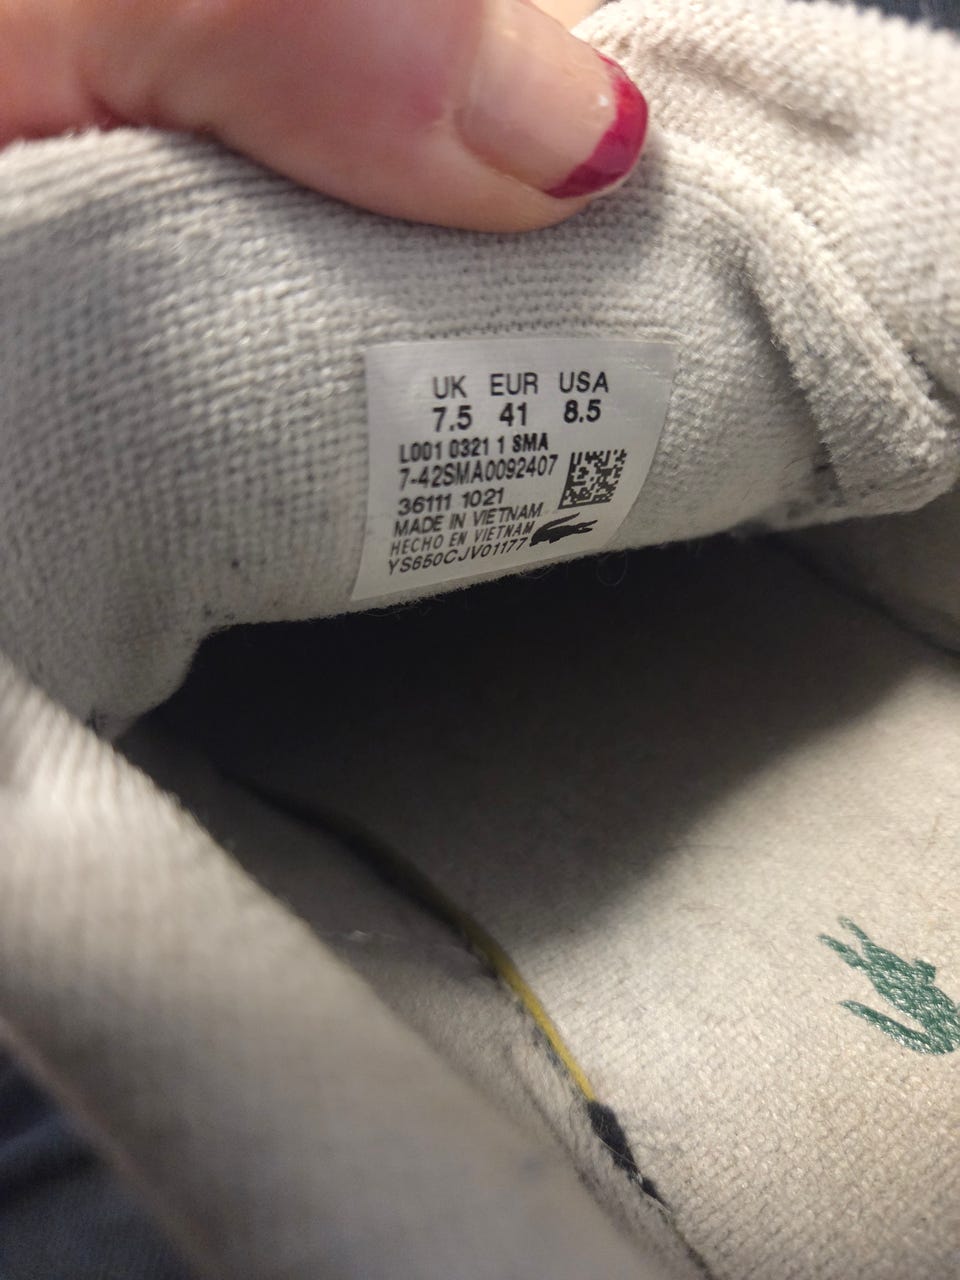 UK EUR USA
7.5 41 8.5
L001 0321 1 SMA
7-42SMA0092407
36111 1021
MADE IN VIETNAM
HECHO EN VIETNAM
YS650CJV01177